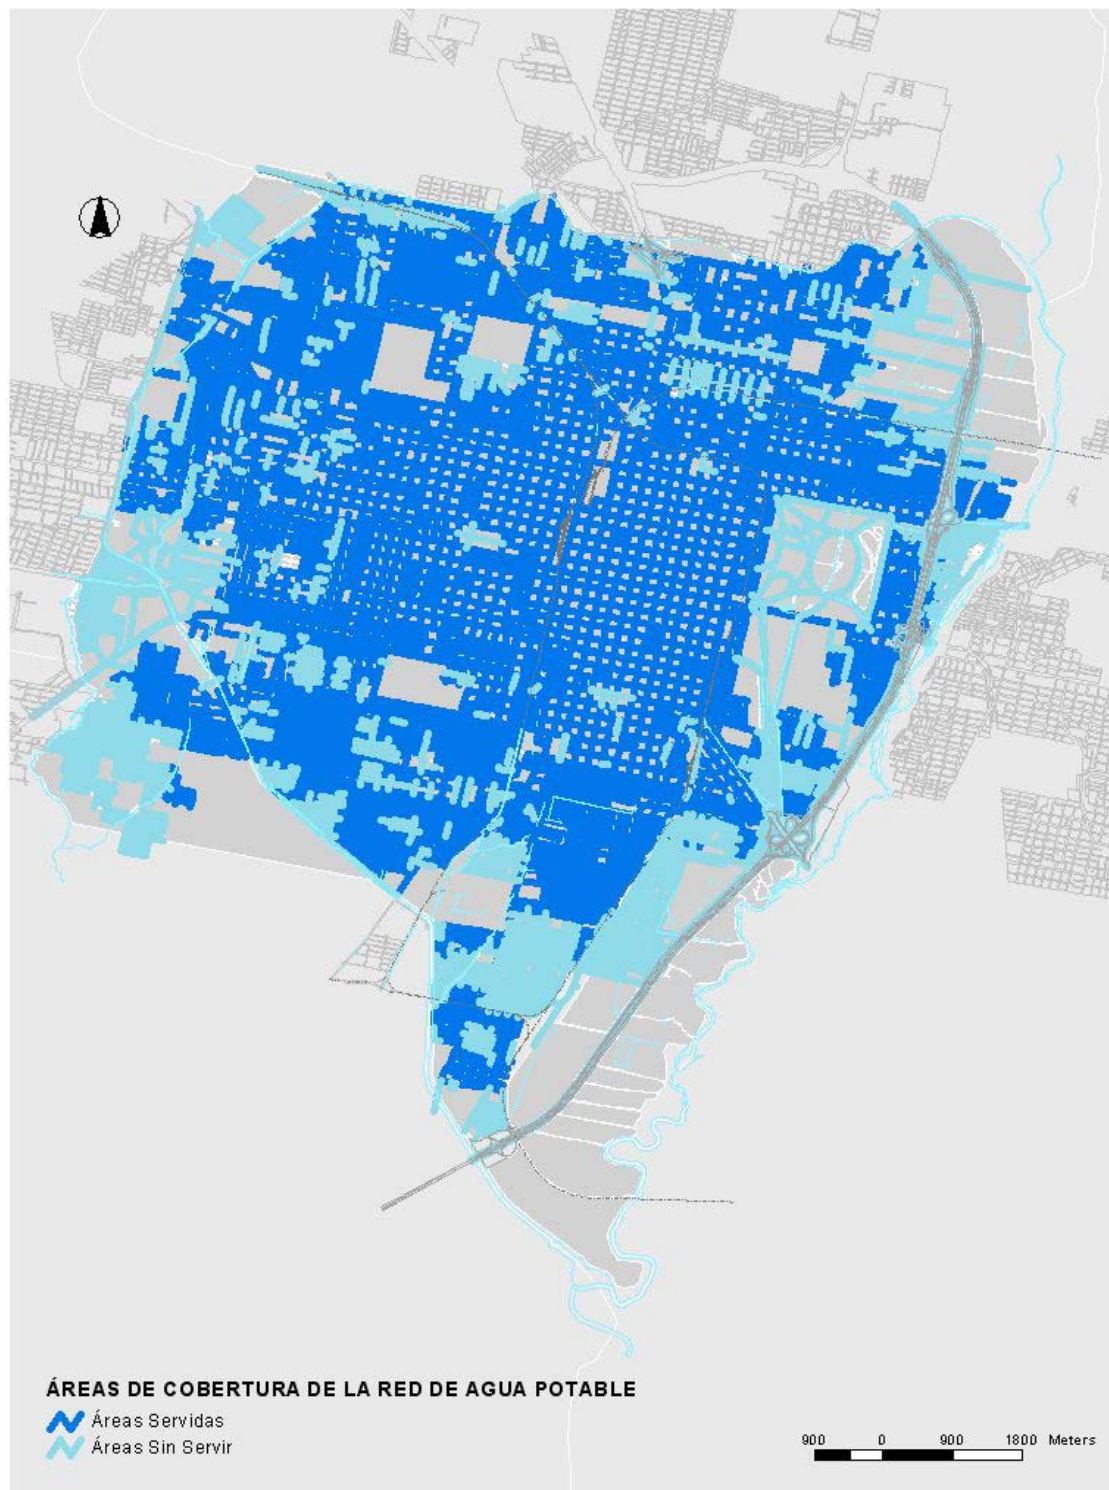 ÁREAS DE COBERTURA DE LA RED DE AGUA POTABLE
Áreas Servidas
Áreas Sin Servir
900 0 900 1800 Meters